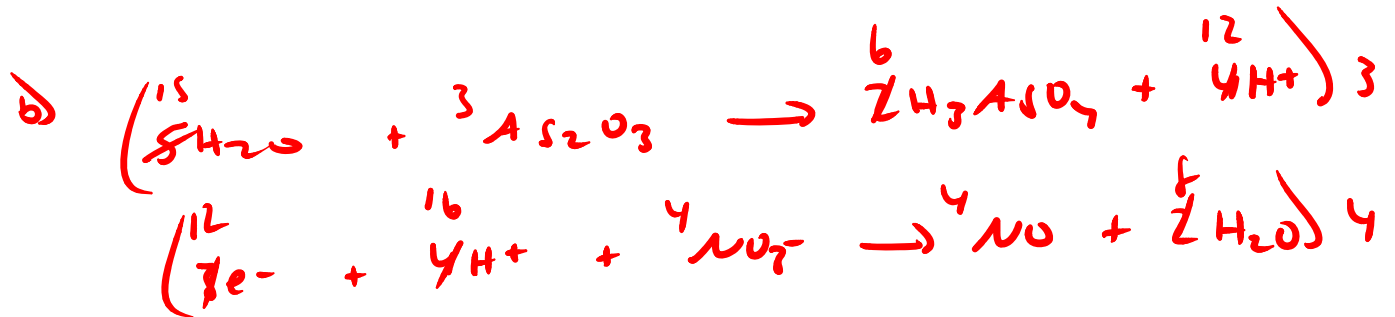 b) (15 5H2O + 3 As2O3 → 6 2H3AsO4 + 12 4H+) 3
(12 3e- + 16 4H+ + 4 NO3- → 4 NO + 8 2H2O) 4